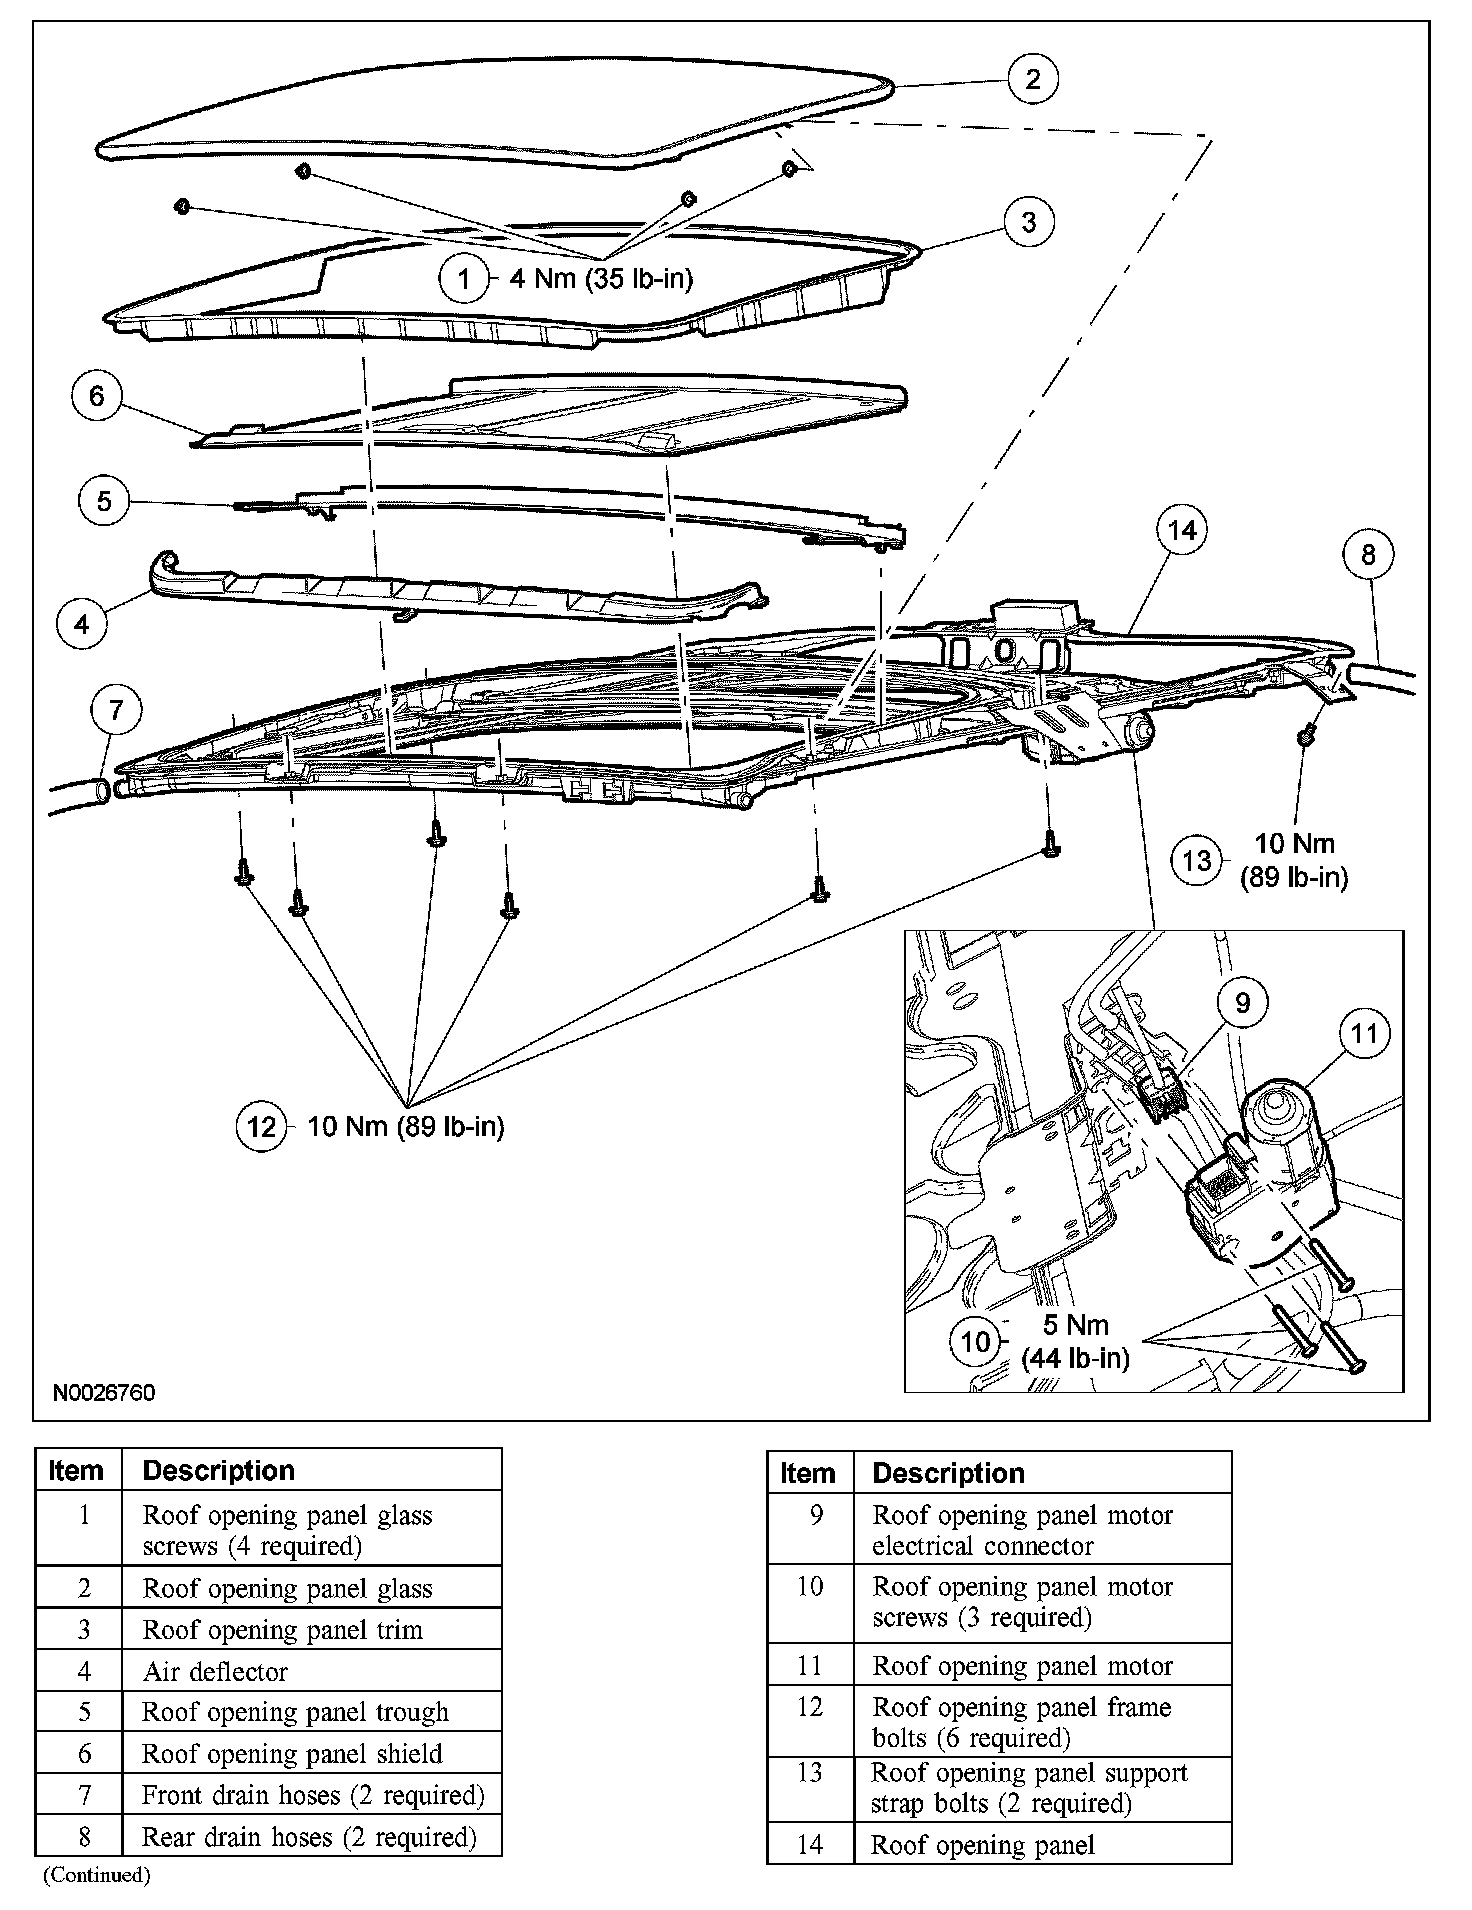 2
3
1 4 Nm (35 lb-in)
6
5
14
8
4
7
10 Nm
13
(89 lb-in)
9
11
12 10 Nm (89 lb-in)
5 Nm
10
(44 lb-in)
N0026760
Item Description
1 Roof opening panel glass
screws (4 required)
2 Roof opening panel glass
3 Roof opening panel trim
4 Air deflector
5 Roof opening panel trough
6 Roof opening panel shield
7 Front drain hoses (2 required)
8 Rear drain hoses (2 required)
(Continued)
Item Description
9 Roof opening panel motor
electrical connector
10 Roof opening panel motor
screws (3 required)
11 Roof opening panel motor
12 Roof opening panel frame
bolts (6 required)
13 Roof opening panel support
strap bolts (2 required)
14 Roof opening panel